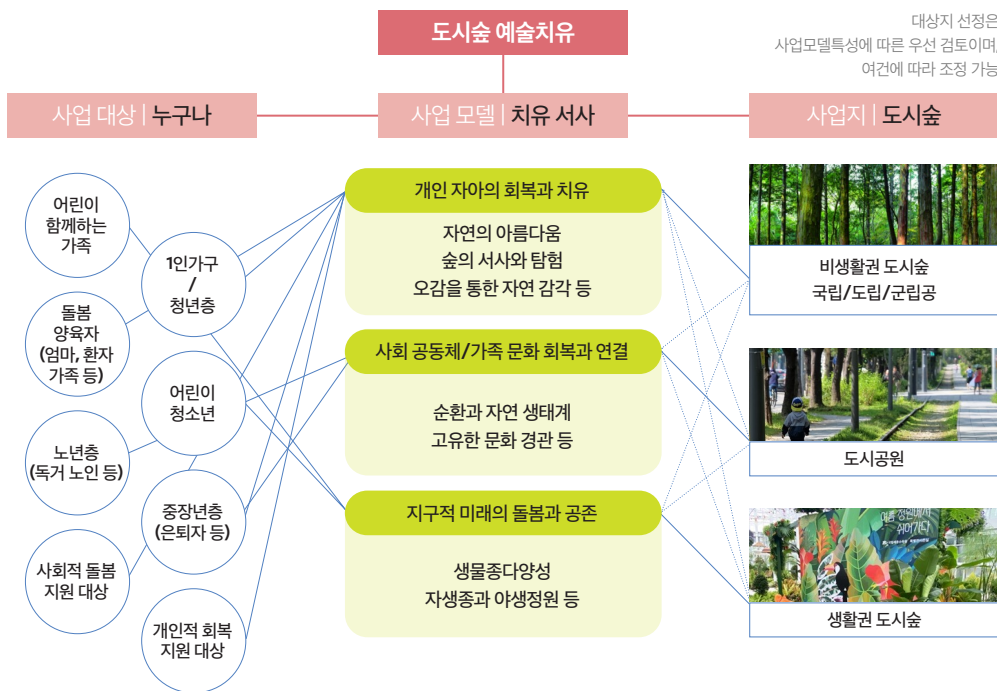 도시숲 예술치유
대상지 선정은
사업모델특성에 따른 우선 검토이며,
여건에 따라 조정 가능
사업 대상 | 누구나
사업 모델 | 치유 서사
사업지 | 도시숲
어린이
함께하는
가족
1인가구
/
청년층
돌봄
양육자
(엄마, 환자
가족 등)
어린이
청소년
노년층
(독거 노인 등)
중장년층
(은퇴자 등)
사회적 돌봄
지원 대상
개인적 회복
지원 대상
개인 자아의 회복과 치유
자연의 아름다움
숲의 서사와 탐험
오감을 통한 자연 감각 등
사회 공동체/가족 문화 회복과 연결
순환과 자연 생태계
고유한 문화 경관 등
지구적 미래의 돌봄과 공존
생물종다양성
자생종과 야생정원 등
비생활권 도시숲
국립/도립/군립공
도시공원
여름 정원에서
쉬어가다
생활권 도시숲